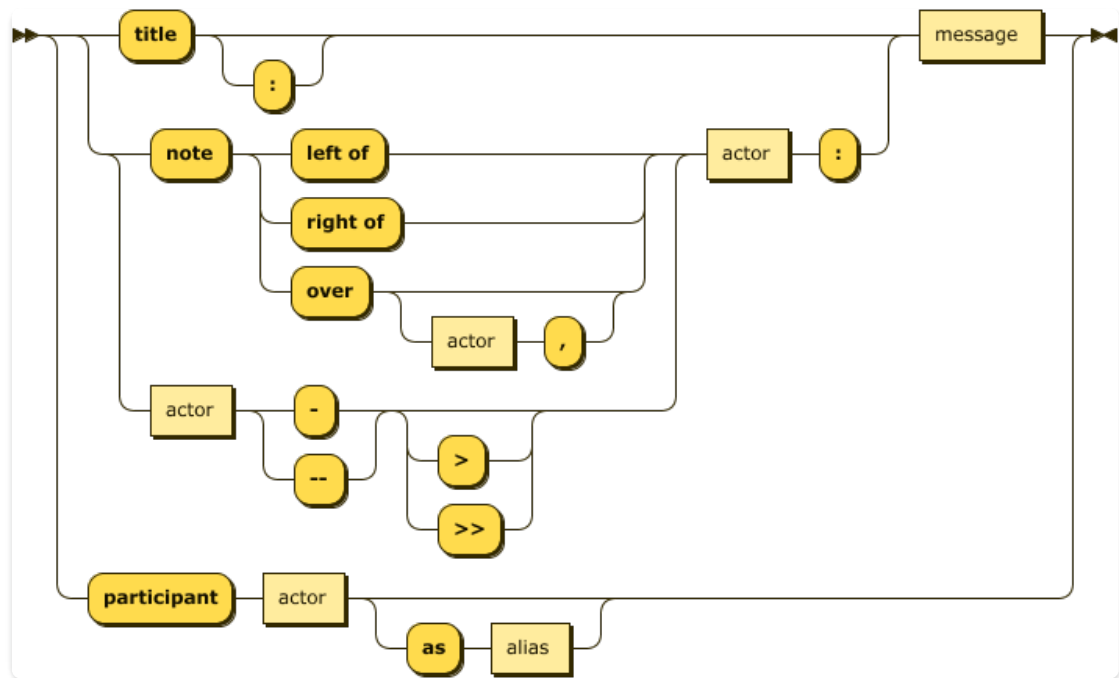 title
message
:
note
left of
actor
:
right of
over
actor
,
actor
-
>
--
>>
participant
actor
as
alias